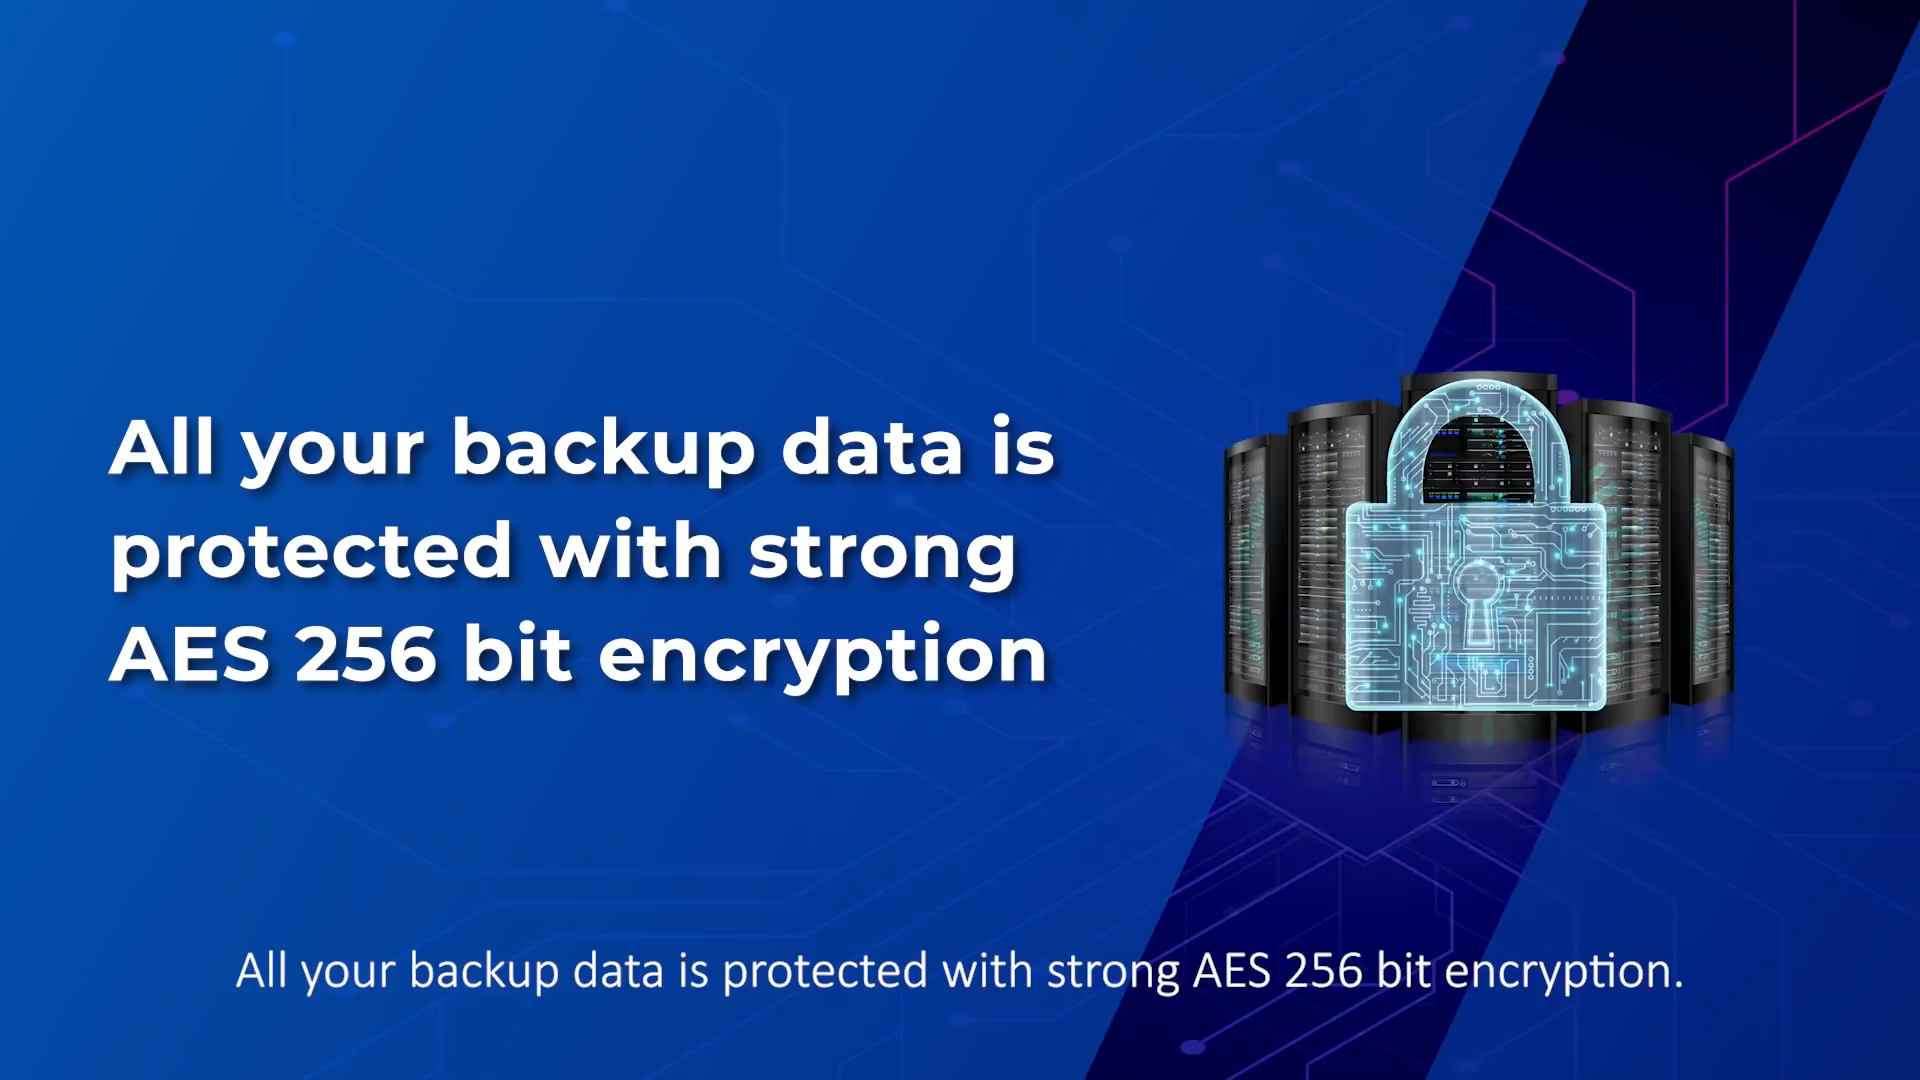 All your backup data is
protected with strong
AES 256 bit encryption
All your backup data is protected with strong AES 256 bit encryption.